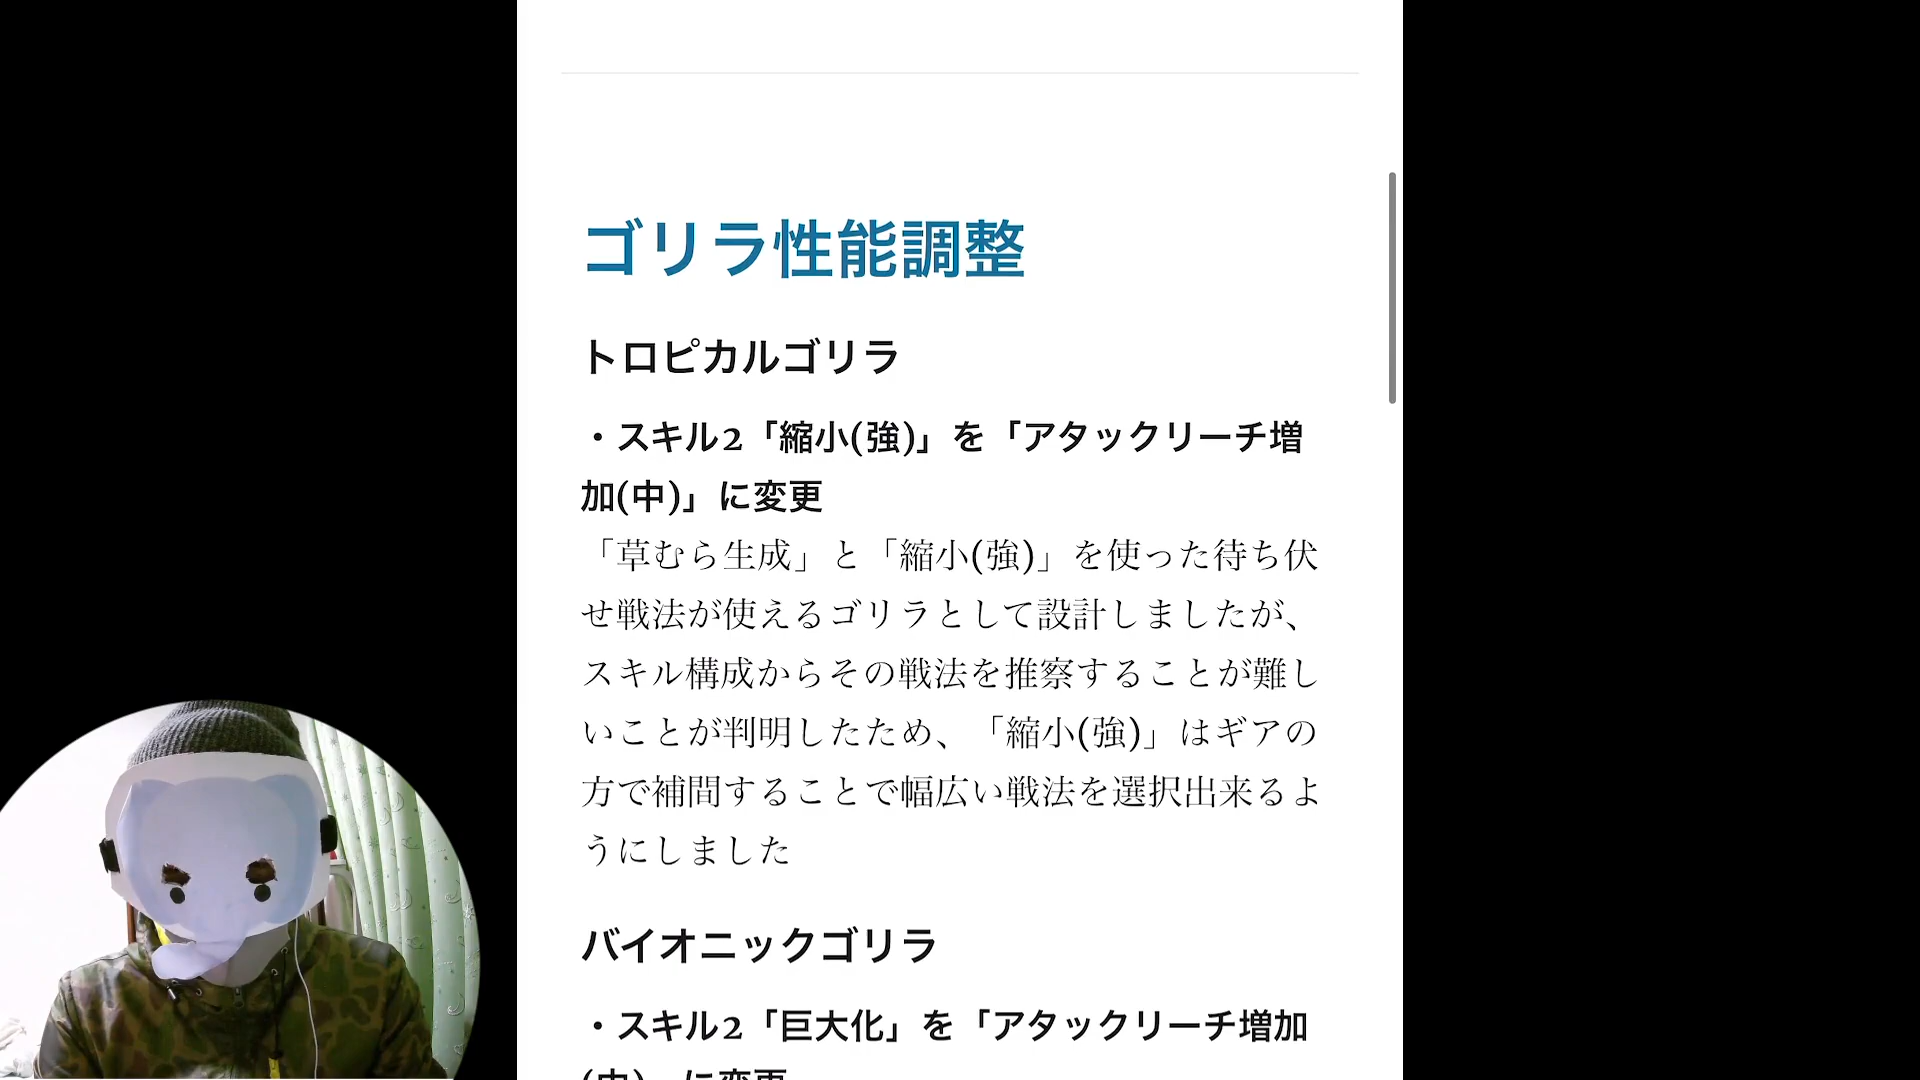 ゴリラ性能調整
トロピカルゴリラ
・スキル2「縮小(強)」を「アタックリーチ増
加(中)」に変更
「草むら生成」と「縮小(強)」を使った待ち伏
せ戦法が使えるゴリラとして設計しましたが、
スキル構成からその戦法を推察することが難し
いことが判明したため、「縮小(強)」はギアの
方で補間することで幅広い戦法を選択出来るよ
うにしました
バイオニックゴリラ
・スキル2「巨大化」を「アタックリーチ増加
(中)」に変更